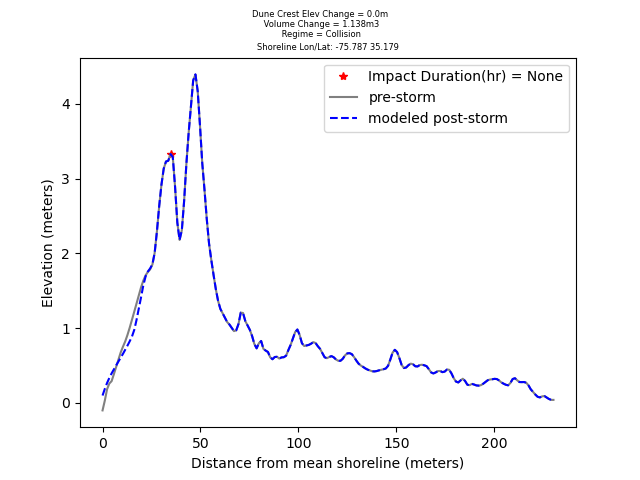 Dune Crest Elev Change = 0.0m
Volume Change = 1.138m3
Regime = Collision
Shoreline Lon/Lat: -75.787 35.179
Impact Duration(hr) = None
pre-storm
modeled post-storm
Elevation (meters)
4
3
2
1
0
0 50 100 150 200
Distance from mean shoreline (meters)